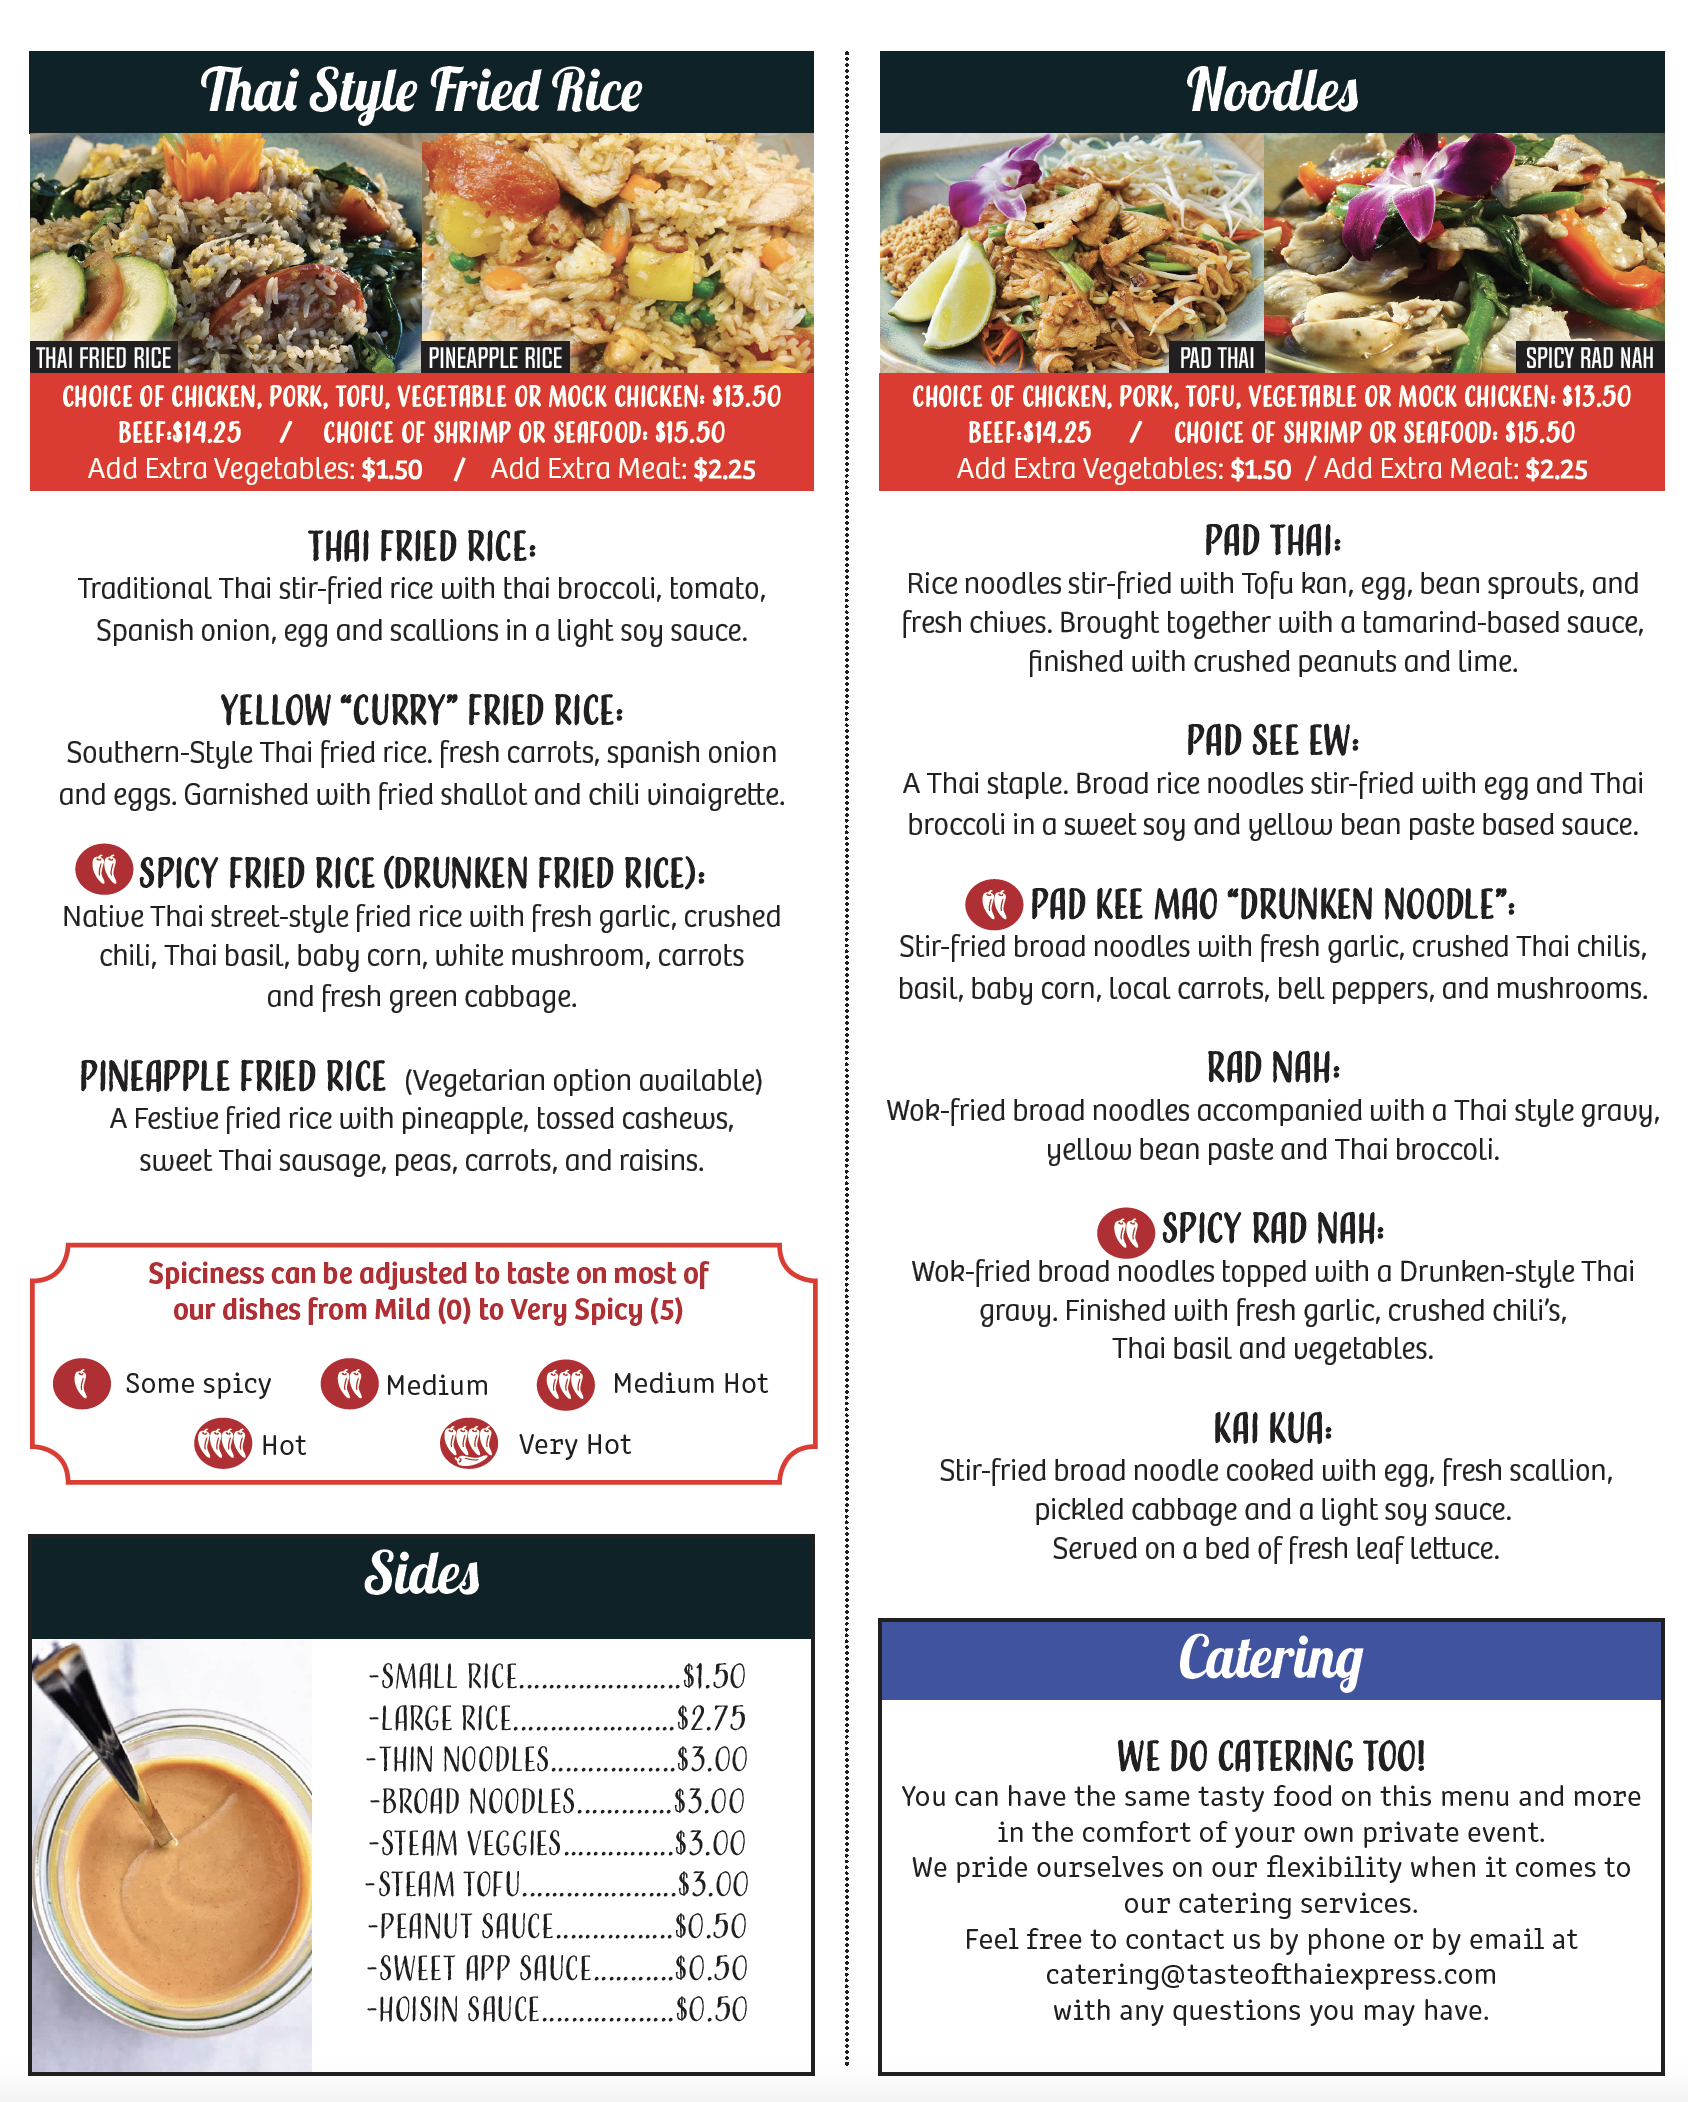 Thai Style Fried Rice
THAI FRIED RICE
PINEAPPLE RICE
CHOICE OF CHICKEN, PORK, TOFU, VEGETABLE OR MOCK CHICKEN: $13.50
BEEF:$14.25 / CHOICE OF SHRIMP OR SEAFOOD: $15.50
Add Extra Vegetables: $1.50 / Add Extra Meat: $2.25
THAI FRIED RICE:
Traditional Thai stir-fried rice with thai broccoli, tomato,
Spanish onion, egg and scallions in a light soy sauce.
YELLOW “CURRY” FRIED RICE:
Southern-Style Thai fried rice. fresh carrots, spanish onion
and eggs. Garnished with fried shallot and chili vinaigrette.
SPICY FRIED RICE (DRUNKEN FRIED RICE):
Native Thai street-style fried rice with fresh garlic, crushed
chili, Thai basil, baby corn, white mushroom, carrots
and fresh green cabbage.
PINEAPPLE FRIED RICE (Vegetarian option available)
A Festive fried rice with pineapple, tossed cashews,
sweet Thai sausage, peas, carrots, and raisins.
Spiciness can be adjusted to taste on most of
our dishes from Mild (0) to Very Spicy (5)
Some spicy
Medium
Medium Hot
Hot
Very Hot
Sides
-SMALL RICE......................$1.50
-LARGE RICE......................$2.75
-THIN NOODLES.................$3.00
-BROAD NOODLES.............$3.00
-STEAM VEGGIES...............$3.00
-STEAM TOFU.....................$3.00
-PEANUT SAUCE................$0.50
-SWEET APP SAUCE...........$0.50
-HOISIN SAUCE..................$0.50
Noodles
PAD THAI
SPICY RAD NAH
CHOICE OF CHICKEN, PORK, TOFU, VEGETABLE OR MOCK CHICKEN: $13.50
BEEF:$14.25 / CHOICE OF SHRIMP OR SEAFOOD: $15.50
Add Extra Vegetables: $1.50 / Add Extra Meat: $2.25
PAD THAI:
Rice noodles stir-fried with Tofu kan, egg, bean sprouts, and
fresh chives. Brought together with a tamarind-based sauce,
finished with crushed peanuts and lime.
PAD SEE EW:
A Thai staple. Broad rice noodles stir-fried with egg and Thai
broccoli in a sweet soy and yellow bean paste based sauce.
PAD KEE MAO “DRUNKEN NOODLE”:
Stir-fried broad noodles with fresh garlic, crushed Thai chilis,
basil, baby corn, local carrots, bell peppers, and mushrooms.
RAD NAH:
Wok-fried broad noodles accompanied with a Thai style gravy,
yellow bean paste and Thai broccoli.
SPICY RAD NAH:
Wok-fried broad noodles topped with a Drunken-style Thai
gravy. Finished with fresh garlic, crushed chili’s,
Thai basil and vegetables.
KAI KUA:
Stir-fried broad noodle cooked with egg, fresh scallion,
pickled cabbage and a light soy sauce.
Served on a bed of fresh leaf lettuce.
Catering
WE DO CATERING TOO!
You can have the same tasty food on this menu and more
in the comfort of your own private event.
We pride ourselves on our flexibility when it comes to
our catering services.
Feel free to contact us by phone or by email at
catering@tasteofthaiexpress.com
with any questions you may have.